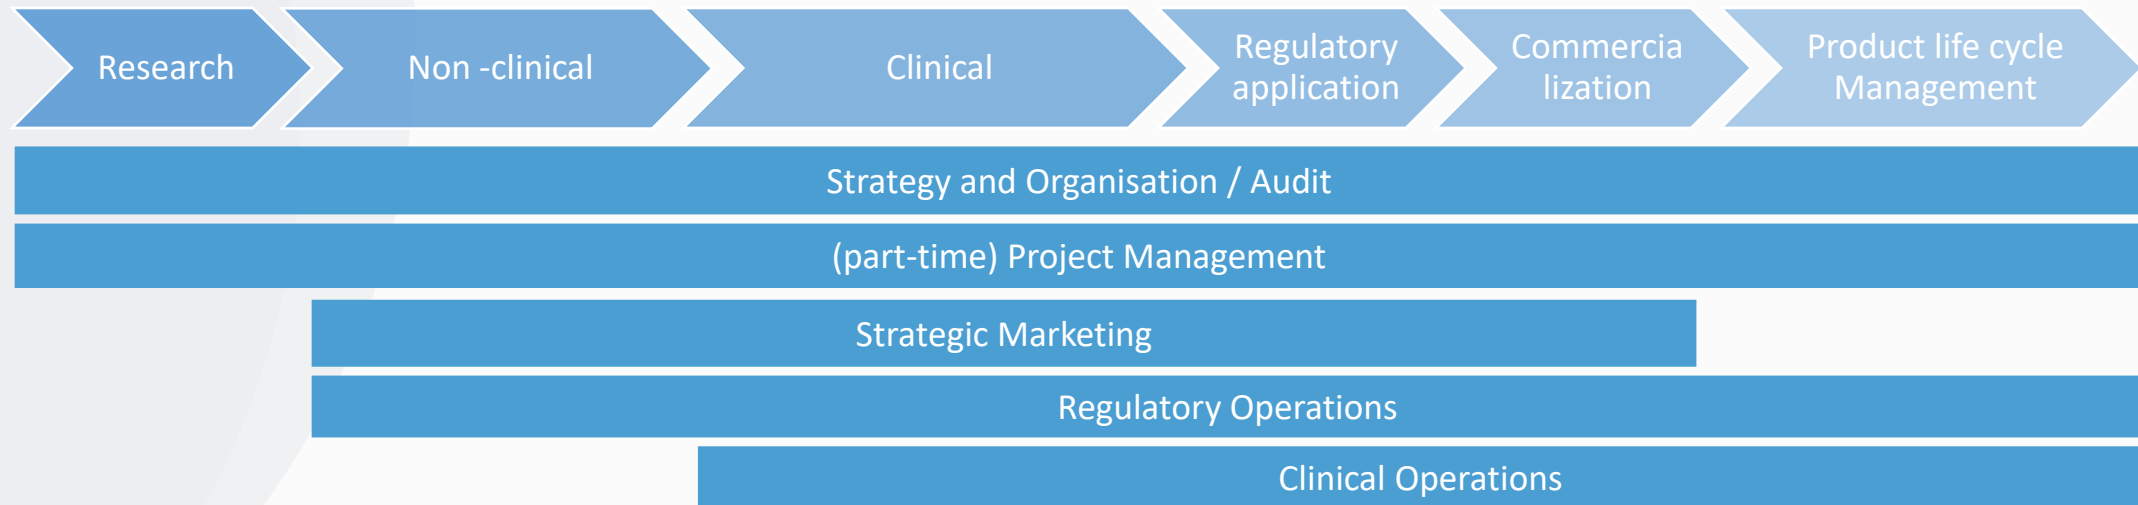 Research
Non -clinical
Clinical
Regulatory
application
Commercia
lization
Product life cycle
Management
Strategy and Organisation / Audit
(part-time) Project Management
Strategic Marketing
Regulatory Operations
Clinical Operations